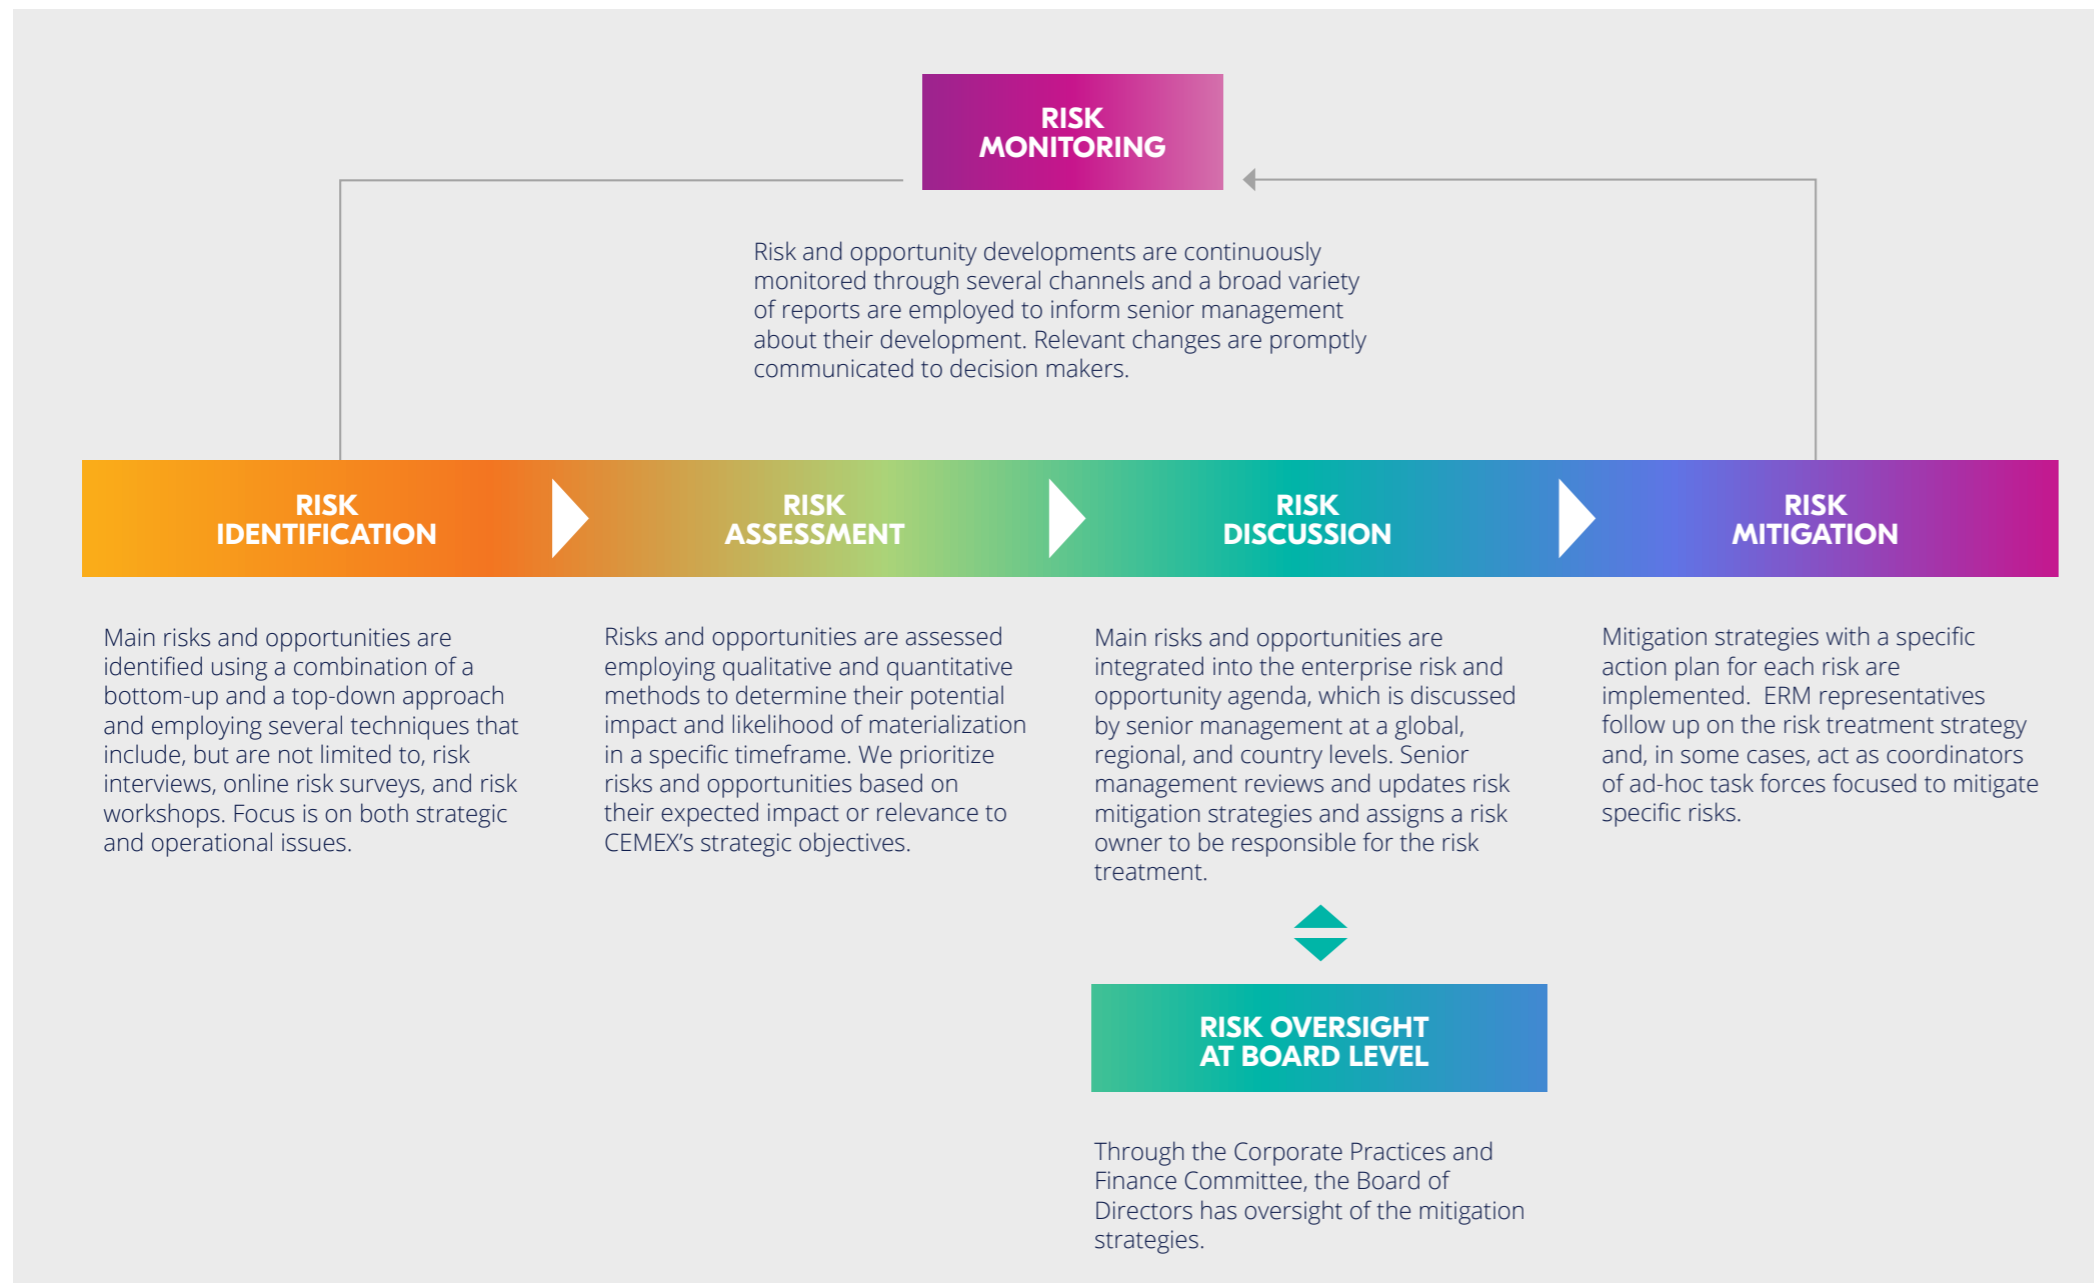 RISK
MONITORING
Risk and opportunity developments are continuously
monitored through several channels and a broad variety
of reports are employed to inform senior management
about their development. Relevant changes are promptly
communicated to decision makers.
RISK
IDENTIFICATION
Main risks and opportunities are
identified using a combination of a
bottom-up and a top-down approach
and employing several techniques that
include, but are not limited to, risk
interviews, online risk surveys, and risk
workshops. Focus is on both strategic
and operational issues.
RISK
ASSESSMENT
Risks and opportunities are assessed
employing qualitative and quantitative
methods to determine their potential
impact and likelihood of materialization
in a specific timeframe. We prioritize
risks and opportunities based on
their expected impact or relevance to
CEMEX’s strategic objectives.
RISK
DISCUSSION
Main risks and opportunities are
integrated into the enterprise risk and
opportunity agenda, which is discussed
by senior management at a global,
regional, and country levels. Senior
management reviews and updates risk
mitigation strategies and assigns a risk
owner to be responsible for the risk
treatment.
RISK OVERSIGHT
AT BOARD LEVEL
Through the Corporate Practices and
Finance Committee, the Board of
Directors has oversight of the mitigation
strategies.
RISK
MITIGATION
Mitigation strategies with a specific
action plan for each risk are
implemented.  ERM representatives
follow up on the risk treatment strategy
and, in some cases, act as coordinators
of ad-hoc task forces focused to mitigate
specific risks.